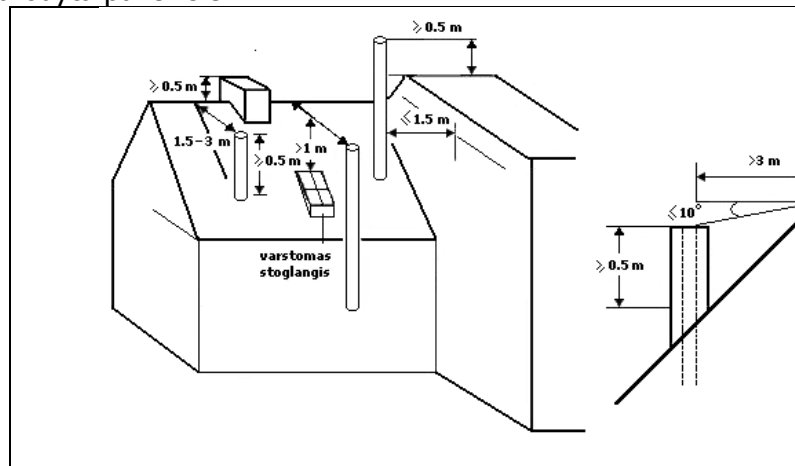 ≥ 0.5 m
≥ 0.5 m
1.5–3 m
≥ 0.5 m
>1 m
≤ 1.5 m
varstomas
stoglangis
>3 m
≤ 10°
≥ 0.5 m